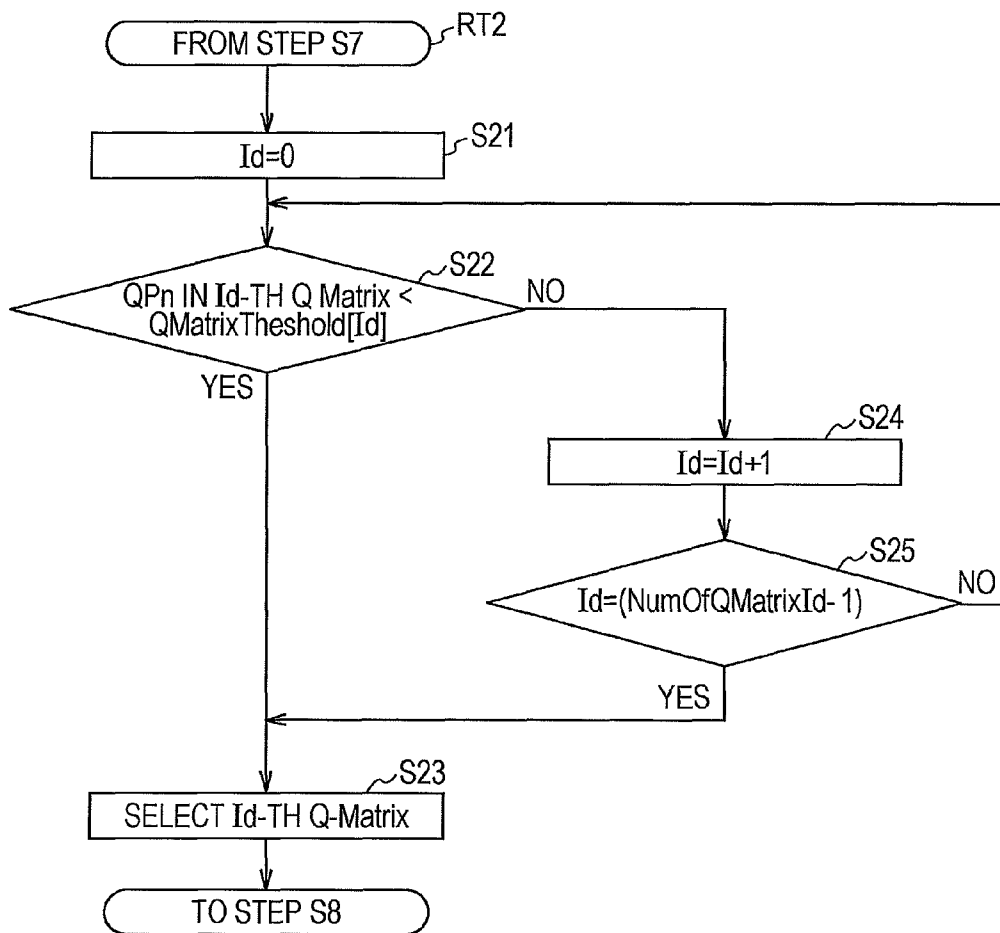 FROM STEP S7
RT2
Id=0
S21
S22
QPn IN Id-TH Q Matrix <
QMatrixTheshold[Id]
NO
YES
S24
Id=Id+1
S25
Id=(NumOfQMatrixId-1)
NO
YES
S23
SELECT Id-TH Q-Matrix
TO STEP S8